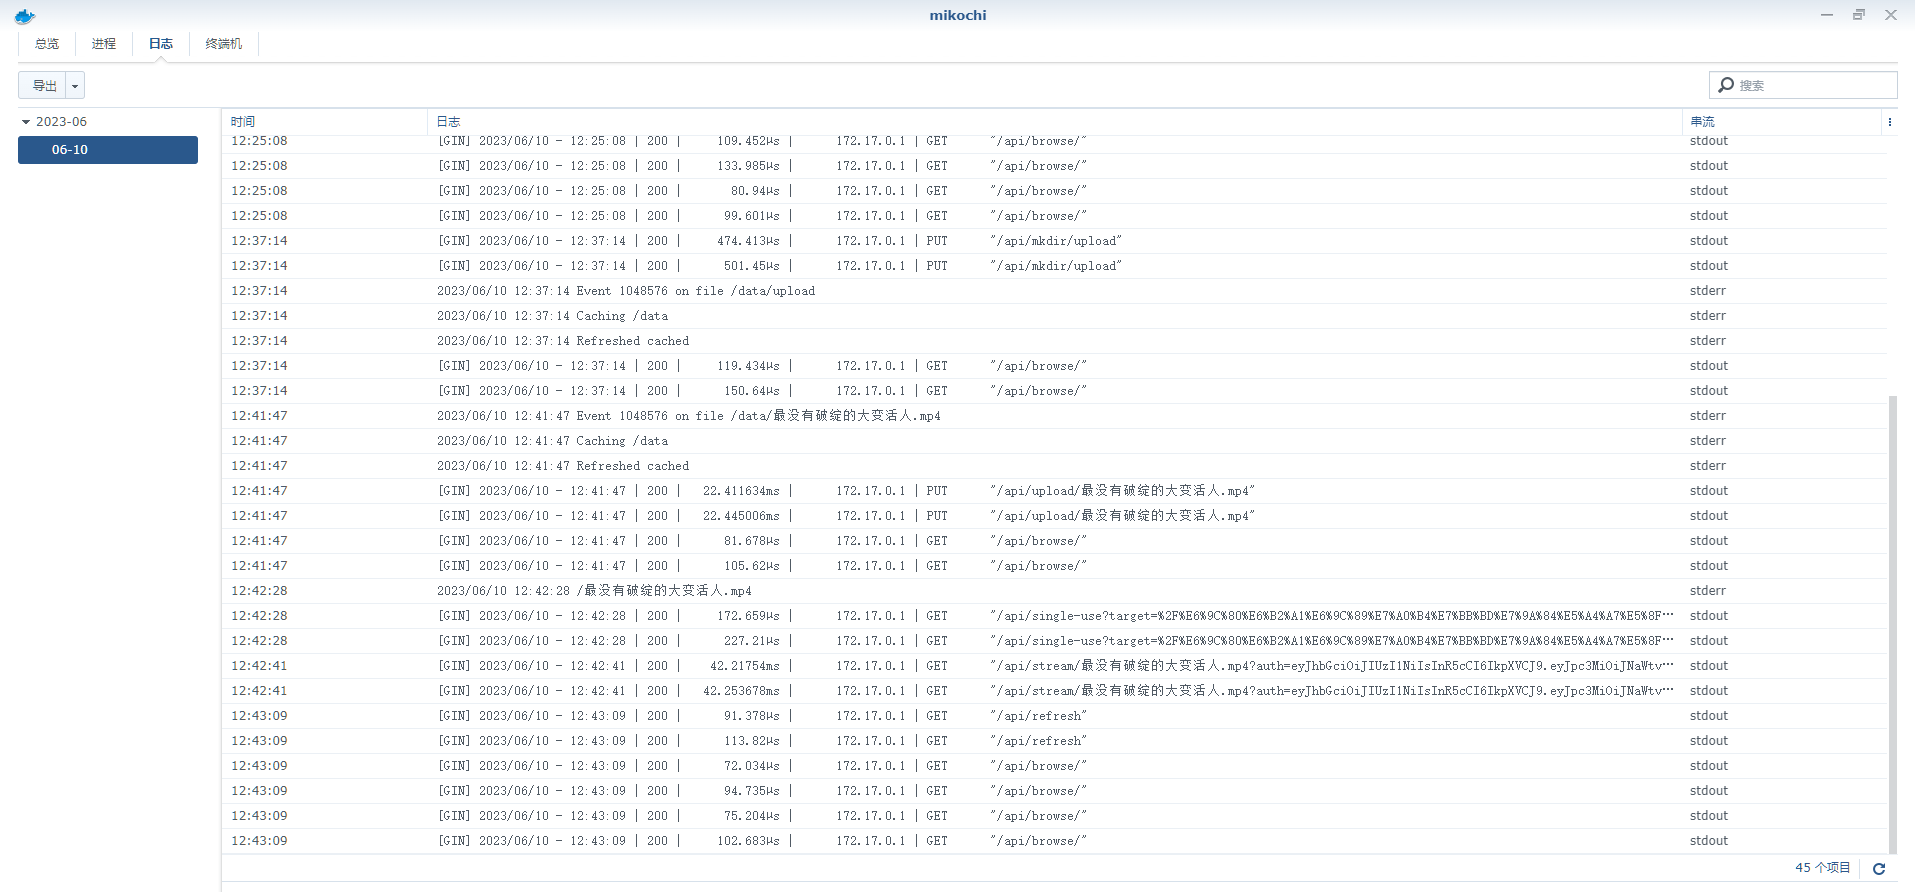 mikochi
总览 进程 日志 终端机
导出 搜索
2023-06
06-10
时间 日志 串流
12:25:08 [GIN] 2023/06/10 - 12:25:08 | 200 | 109.452µs | 172.17.0.1 | GET "/api/browse/" stdout
12:25:08 [GIN] 2023/06/10 - 12:25:08 | 200 | 133.985µs | 172.17.0.1 | GET "/api/browse/" stdout
12:25:08 [GIN] 2023/06/10 - 12:25:08 | 200 | 80.94µs | 172.17.0.1 | GET "/api/browse/" stdout
12:25:08 [GIN] 2023/06/10 - 12:25:08 | 200 | 99.601µs | 172.17.0.1 | GET "/api/browse/" stdout
12:37:14 [GIN] 2023/06/10 - 12:37:14 | 200 | 474.413µs | 172.17.0.1 | PUT "/api/mkdir/upload" stdout
12:37:14 [GIN] 2023/06/10 - 12:37:14 | 200 | 501.45µs | 172.17.0.1 | PUT "/api/mkdir/upload" stdout
12:37:14 2023/06/10 12:37:14 Event 1048576 on file /data/upload stderr
12:37:14 2023/06/10 12:37:14 Caching /data stderr
12:37:14 2023/06/10 12:37:14 Refreshed cached stderr
12:37:14 [GIN] 2023/06/10 - 12:37:14 | 200 | 119.434µs | 172.17.0.1 | GET "/api/browse/" stdout
12:37:14 [GIN] 2023/06/10 - 12:37:14 | 200 | 150.64µs | 172.17.0.1 | GET "/api/browse/" stdout
12:41:47 2023/06/10 12:41:47 Event 1048576 on file /data/最没有破绽的大变活人.mp4 stderr
12:41:47 2023/06/10 12:41:47 Caching /data stderr
12:41:47 2023/06/10 12:41:47 Refreshed cached stderr
12:41:47 [GIN] 2023/06/10 - 12:41:47 | 200 | 22.411634ms | 172.17.0.1 | PUT "/api/upload/最没有破绽的大变活人.mp4" stdout
12:41:47 [GIN] 2023/06/10 - 12:41:47 | 200 | 22.445006ms | 172.17.0.1 | PUT "/api/upload/最没有破绽的大变活人.mp4" stdout
12:41:47 [GIN] 2023/06/10 - 12:41:47 | 200 | 81.678µs | 172.17.0.1 | GET "/api/browse/" stdout
12:41:47 [GIN] 2023/06/10 - 12:41:47 | 200 | 105.62µs | 172.17.0.1 | GET "/api/browse/" stdout
12:42:28 2023/06/10 12:42:28 /最没有破绽的大变活人.mp4 stderr
12:42:28 [GIN] 2023/06/10 - 12:42:28 | 200 | 172.659µs | 172.17.0.1 | GET "/api/single-use?target=%2F%E6%9C%80%E6%B2%A1%E6%9C%89%E7%A0%B4%E7%BB%BD%E7%9A%84%E5%A4%A7%E5%8F… stdout
12:42:28 [GIN] 2023/06/10 - 12:42:28 | 200 | 227.21µs | 172.17.0.1 | GET "/api/single-use?target=%2F%E6%9C%80%E6%B2%A1%E6%9C%89%E7%A0%B4%E7%BB%BD%E7%9A%84%E5%A4%A7%E5%8F… stdout
12:42:41 [GIN] 2023/06/10 - 12:42:41 | 200 | 42.21754ms | 172.17.0.1 | GET "/api/stream/最没有破绽的大变活人.mp4?auth=eyJhbGciOiJIUzI1NiIsInR5cCI6IkpXVCJ9.eyJpc3MiOiJNaWtv… stdout
12:42:41 [GIN] 2023/06/10 - 12:42:41 | 200 | 42.253678ms | 172.17.0.1 | GET "/api/stream/最没有破绽的大变活人.mp4?auth=eyJhbGciOiJIUzI1NiIsInR5cCI6IkpXVCJ9.eyJpc3MiOiJNaWtv… stdout
12:43:09 [GIN] 2023/06/10 - 12:43:09 | 200 | 91.378µs | 172.17.0.1 | GET "/api/refresh" stdout
12:43:09 [GIN] 2023/06/10 - 12:43:09 | 200 | 113.82µs | 172.17.0.1 | GET "/api/refresh" stdout
12:43:09 [GIN] 2023/06/10 - 12:43:09 | 200 | 72.034µs | 172.17.0.1 | GET "/api/browse/" stdout
12:43:09 [GIN] 2023/06/10 - 12:43:09 | 200 | 94.735µs | 172.17.0.1 | GET "/api/browse/" stdout
12:43:09 [GIN] 2023/06/10 - 12:43:09 | 200 | 75.204µs | 172.17.0.1 | GET "/api/browse/" stdout
12:43:09 [GIN] 2023/06/10 - 12:43:09 | 200 | 102.683µs | 172.17.0.1 | GET "/api/browse/" stdout
45 个项目